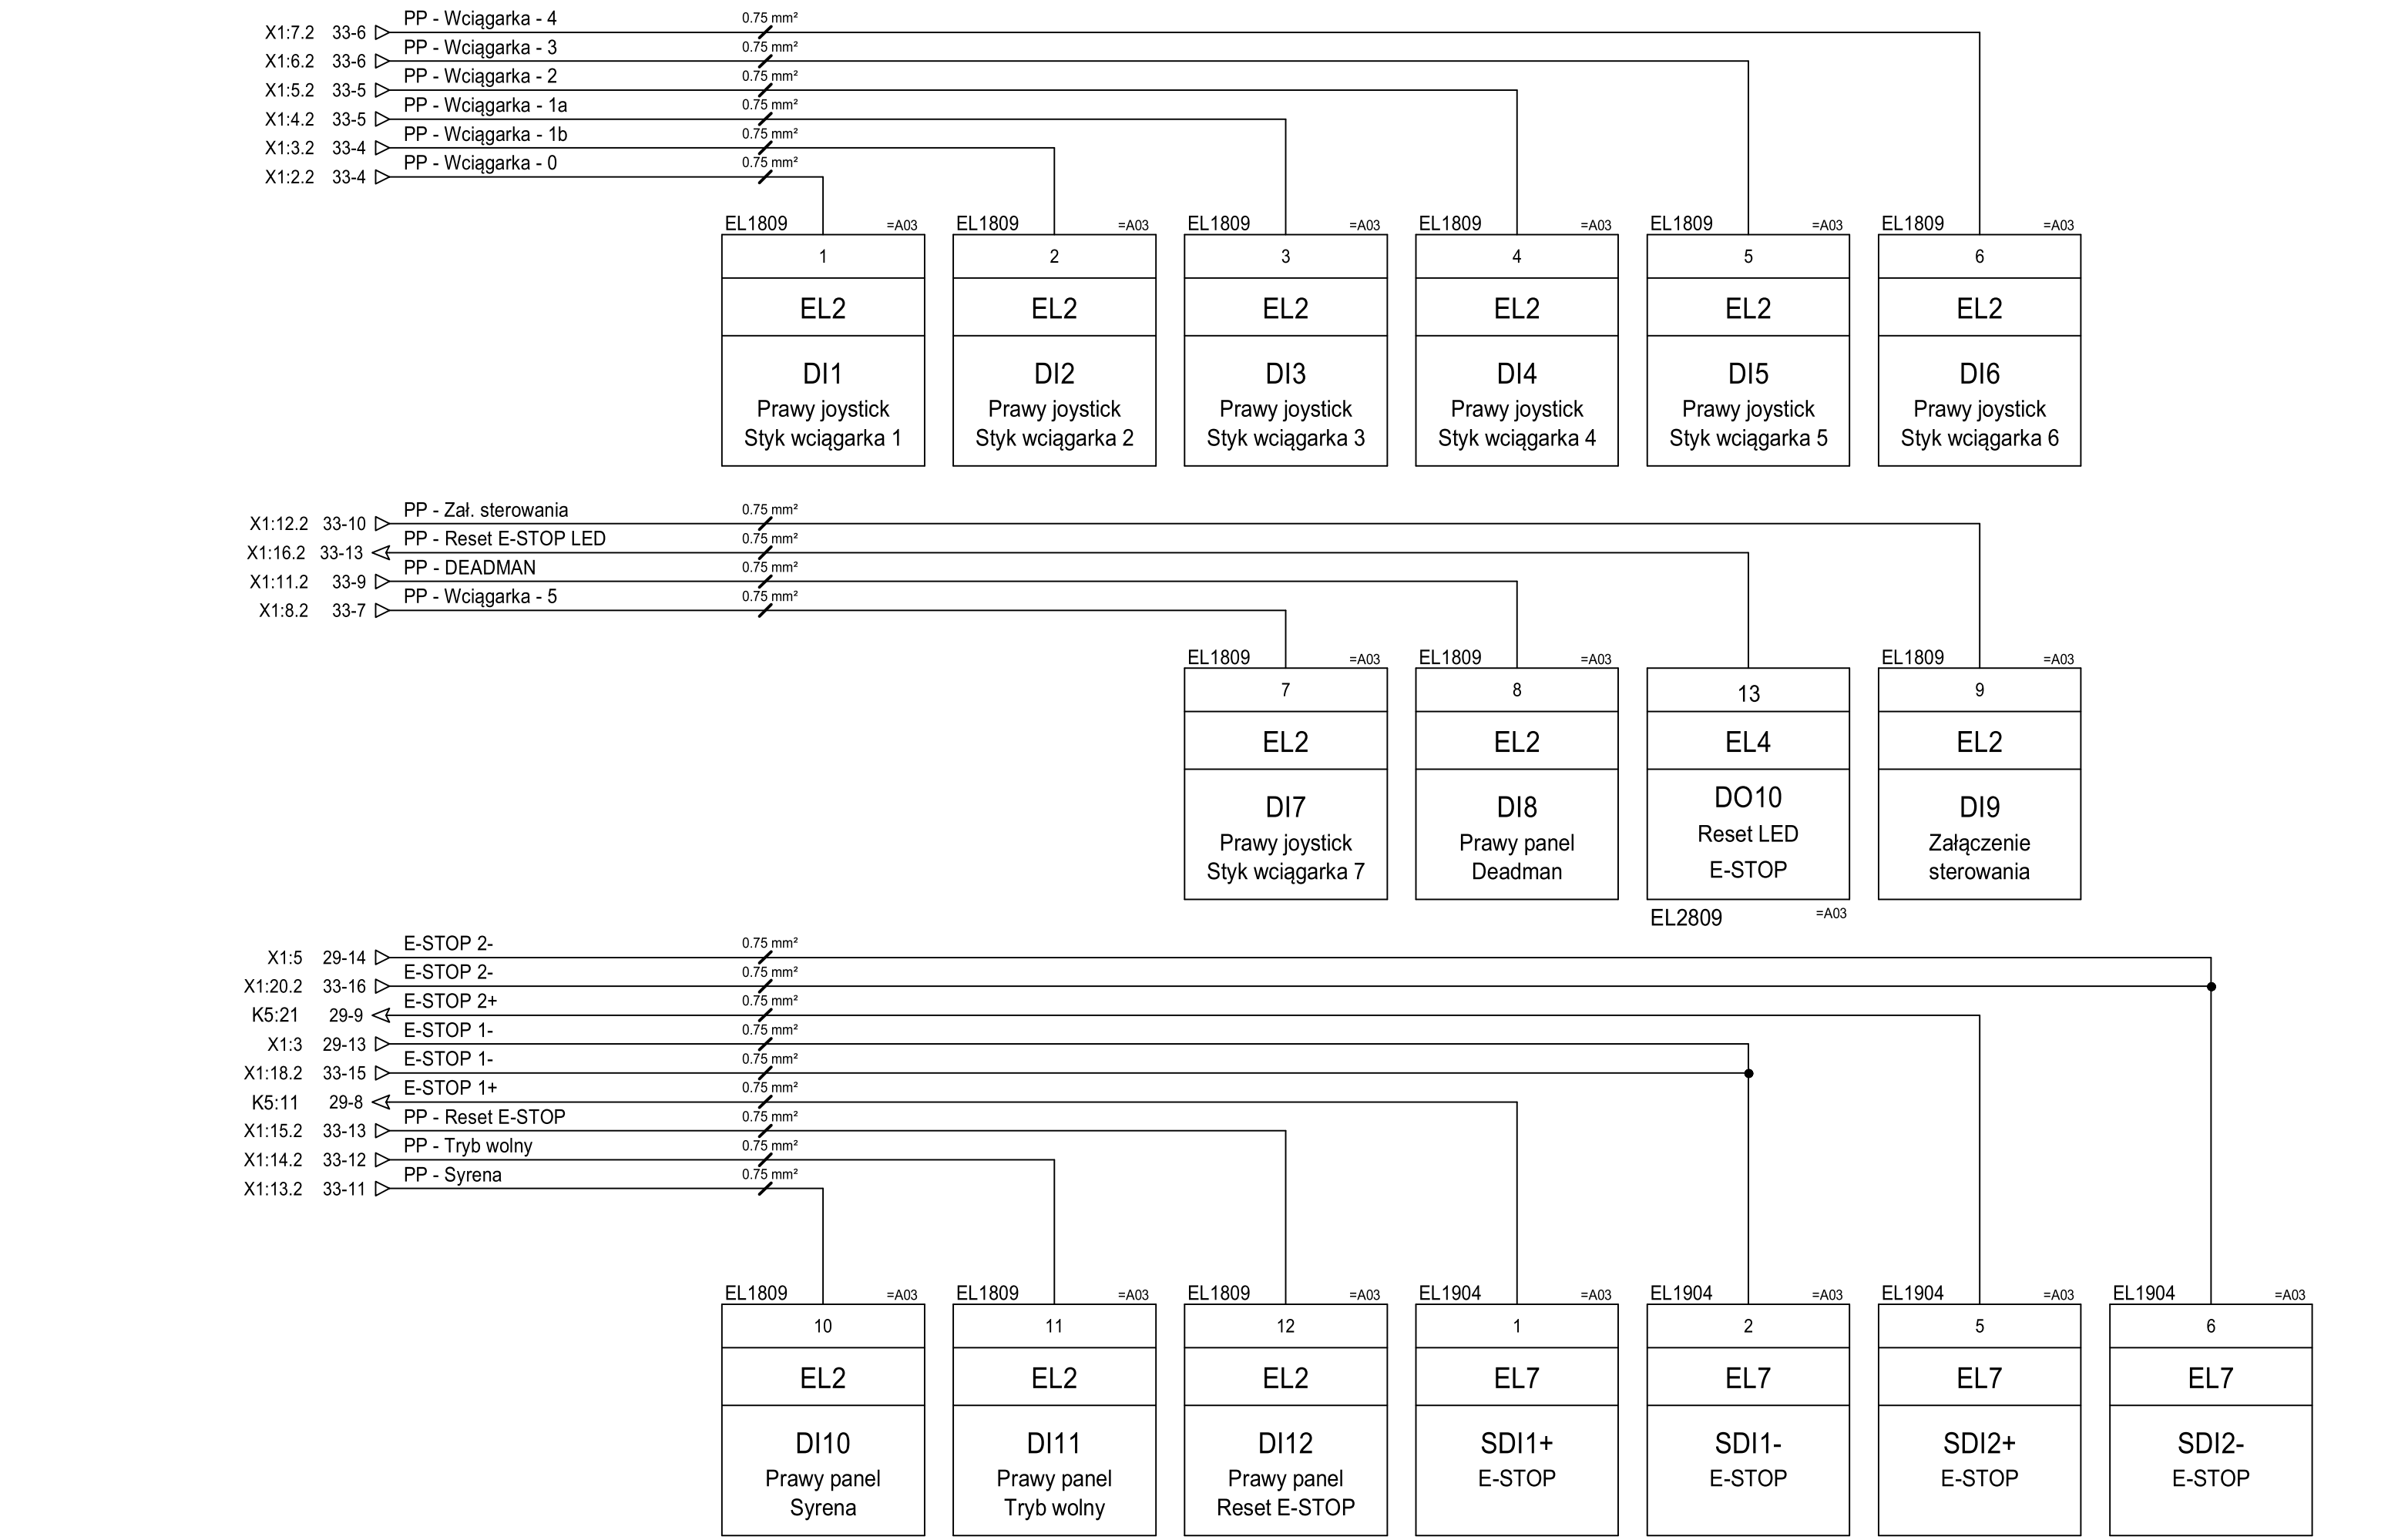 PP - Wciągarka - 4 0.75 mm²
X1:7.2 33-6
PP - Wciągarka - 3 0.75 mm²
X1:6.2 33-6
PP - Wciągarka - 2 0.75 mm²
X1:5.2 33-5
PP - Wciągarka - 1a 0.75 mm²
X1:4.2 33-5
PP - Wciągarka - 1b 0.75 mm²
X1:3.2 33-4
PP - Wciągarka - 0 0.75 mm²
X1:2.2 33-4
EL1809 =A03 EL1809 =A03 EL1809 =A03 EL1809 =A03 EL1809 =A03 EL1809 =A03
1 2 3 4 5 6
EL2 EL2 EL2 EL2 EL2 EL2
DI1 DI2 DI3 DI4 DI5 DI6
Prawy joystick Prawy joystick Prawy joystick Prawy joystick Prawy joystick Prawy joystick
Styk wciągarka 1 Styk wciągarka 2 Styk wciągarka 3 Styk wciągarka 4 Styk wciągarka 5 Styk wciągarka 6
PP - Zał. sterowania 0.75 mm²
X1:12.2 33-10
PP - Reset E-STOP LED 0.75 mm²
X1:16.2 33-13
PP - DEADMAN 0.75 mm²
X1:11.2 33-9
PP - Wciągarka - 5 0.75 mm²
X1:8.2 33-7
EL1809 =A03 EL1809 =A03 EL1809 =A03
7 8 13 9
EL2 EL2 EL4 EL2
DI7 DI8 DO10 DI9
Prawy joystick Prawy panel Reset LED Załączenie
Styk wciągarka 7 Deadman E-STOP sterowania
EL2809 =A03
E-STOP 2- 0.75 mm²
X1:5 29-14
E-STOP 2- 0.75 mm²
X1:20.2 33-16
E-STOP 2+ 0.75 mm²
K5:21 29-9
E-STOP 1- 0.75 mm²
X1:3 29-13
E-STOP 1- 0.75 mm²
X1:18.2 33-15
E-STOP 1+ 0.75 mm²
K5:11 29-8
PP - Reset E-STOP 0.75 mm²
X1:15.2 33-13
PP - Tryb wolny 0.75 mm²
X1:14.2 33-12
PP - Syrena 0.75 mm²
X1:13.2 33-11
EL1809 =A03 EL1809 =A03 EL1809 =A03 EL1904 =A03 EL1904 =A03 EL1904 =A03 EL1904 =A03
10 11 12 1 2 5 6
EL2 EL2 EL2 EL7 EL7 EL7 EL7
DI10 DI11 DI12 SDI1+ SDI1- SDI2+ SDI2-
Prawy panel Prawy panel Prawy panel E-STOP E-STOP E-STOP E-STOP
Syrena Tryb wolny Reset E-STOP